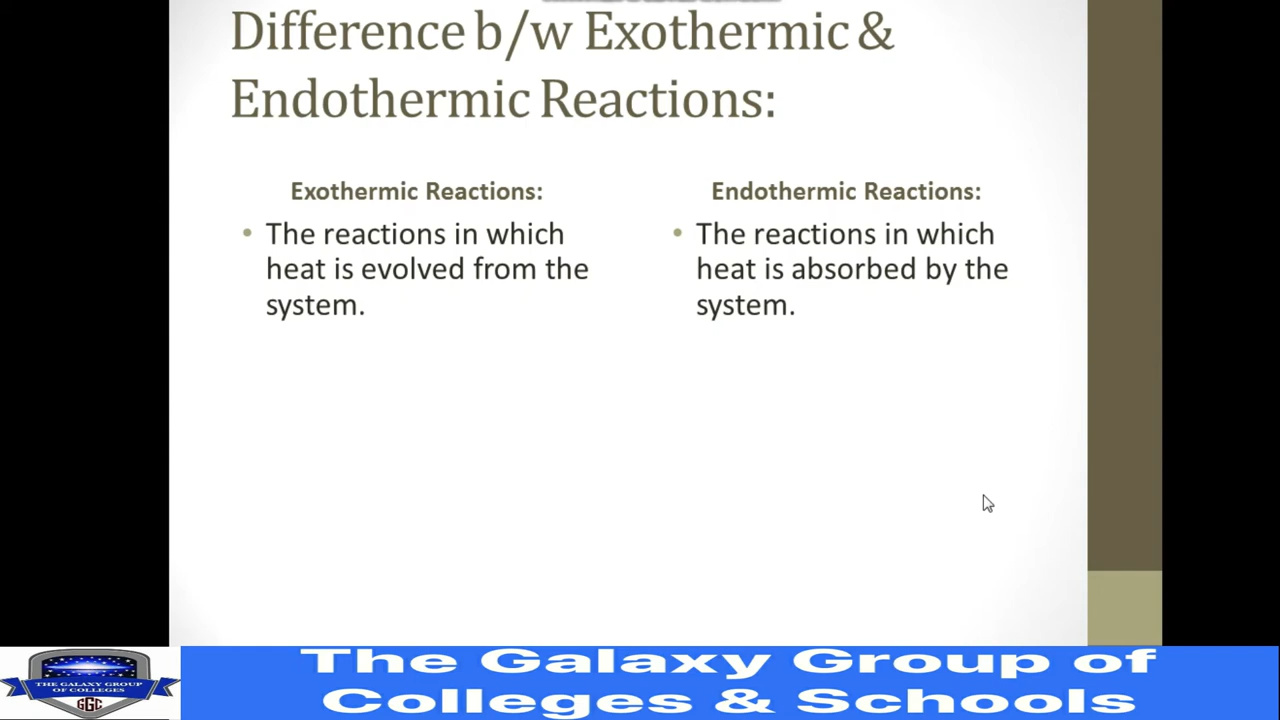 Difference b/w Exothermic &
Endothermic Reactions:
Exothermic Reactions:
• The reactions in which
heat is evolved from the
system.
Endothermic Reactions:
• The reactions in which
heat is absorbed by the
system.
THE GALAXY GROUP
OF COLLEGES
GGC
The Galaxy Group of
Colleges & Schools